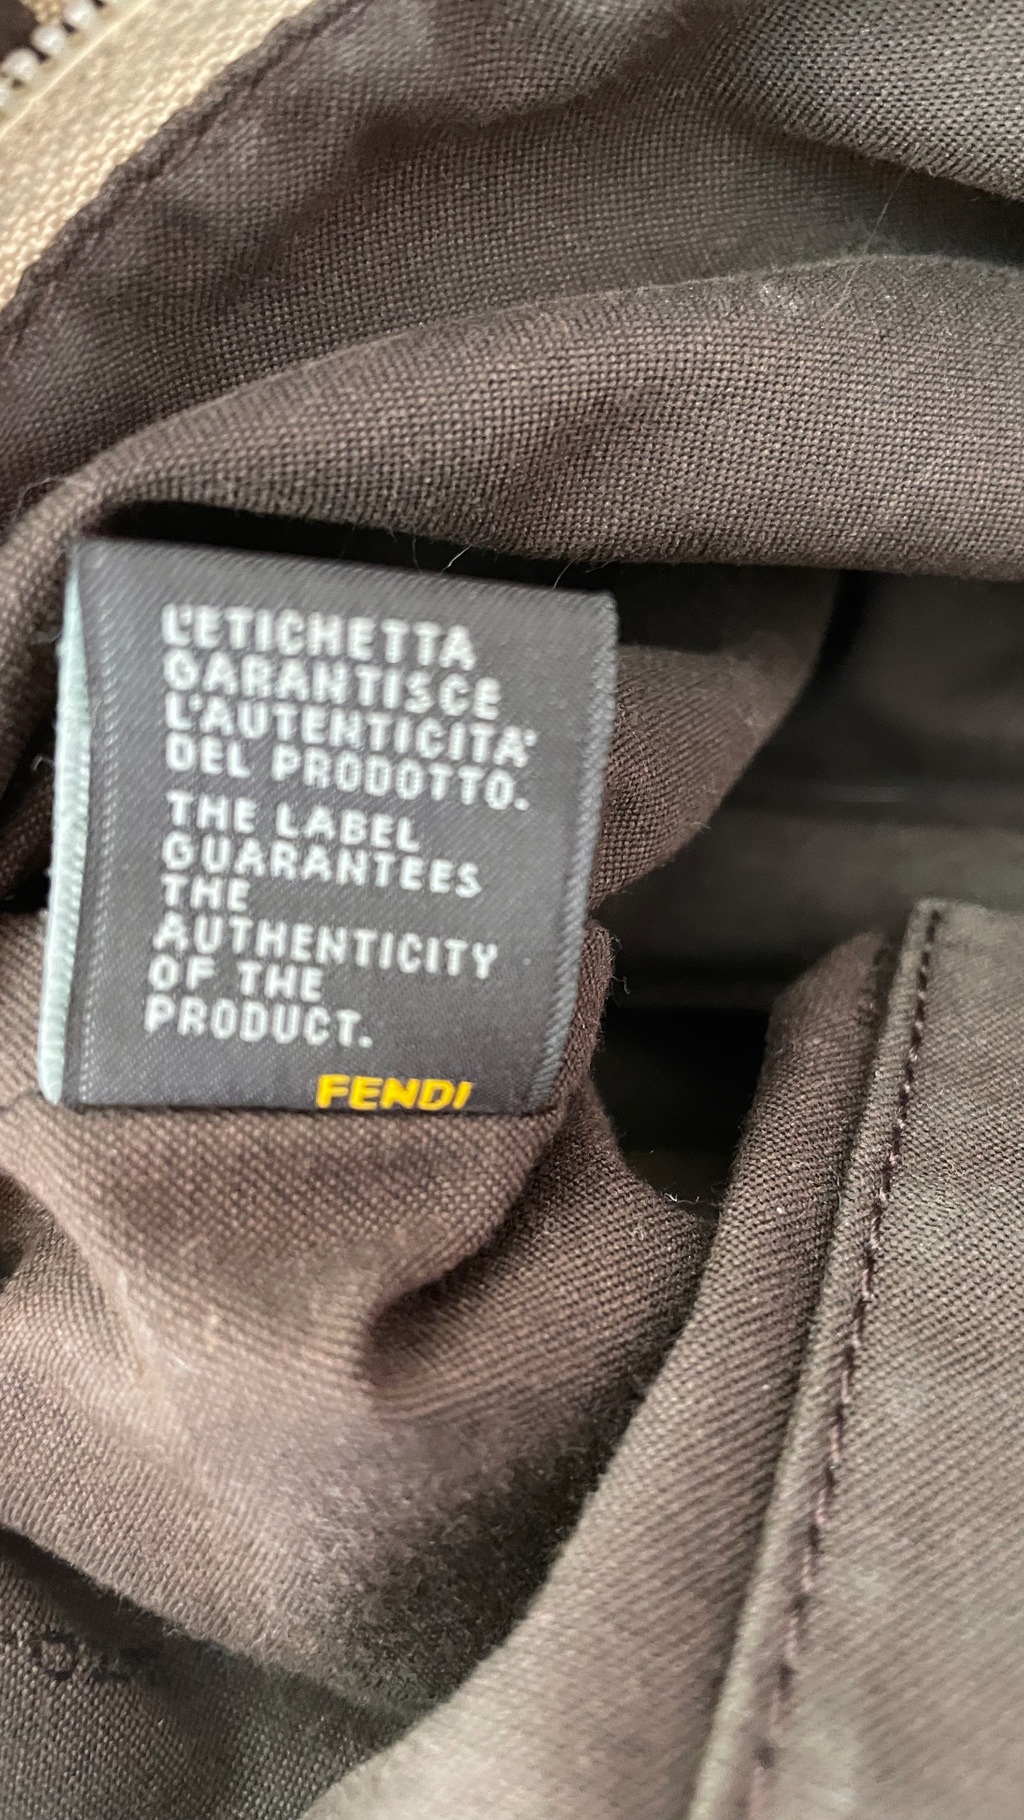 L'ETICHETTA
GARANTISCE
L'AUTENTICITA'
DEL PRODOTTO.
THE LABEL
GUARANTEES
THE
AUTHENTICITY
OF THE
PRODUCT.
FENDI